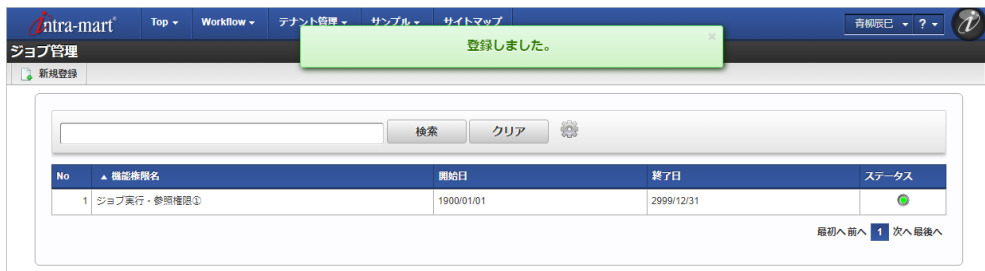 intra-mart® Top Workflow テナント管理 サンプル サイトマップ 青柳辰巳 ?
登録しました。 ×
ジョブ管理
新規登録
検索 クリア
No ▲ 機能権限名 開始日 終了日 ステータス
1 ジョブ実行・参照権限① 1900/01/01 2999/12/31
最初へ 前へ 1 次へ 最後へ